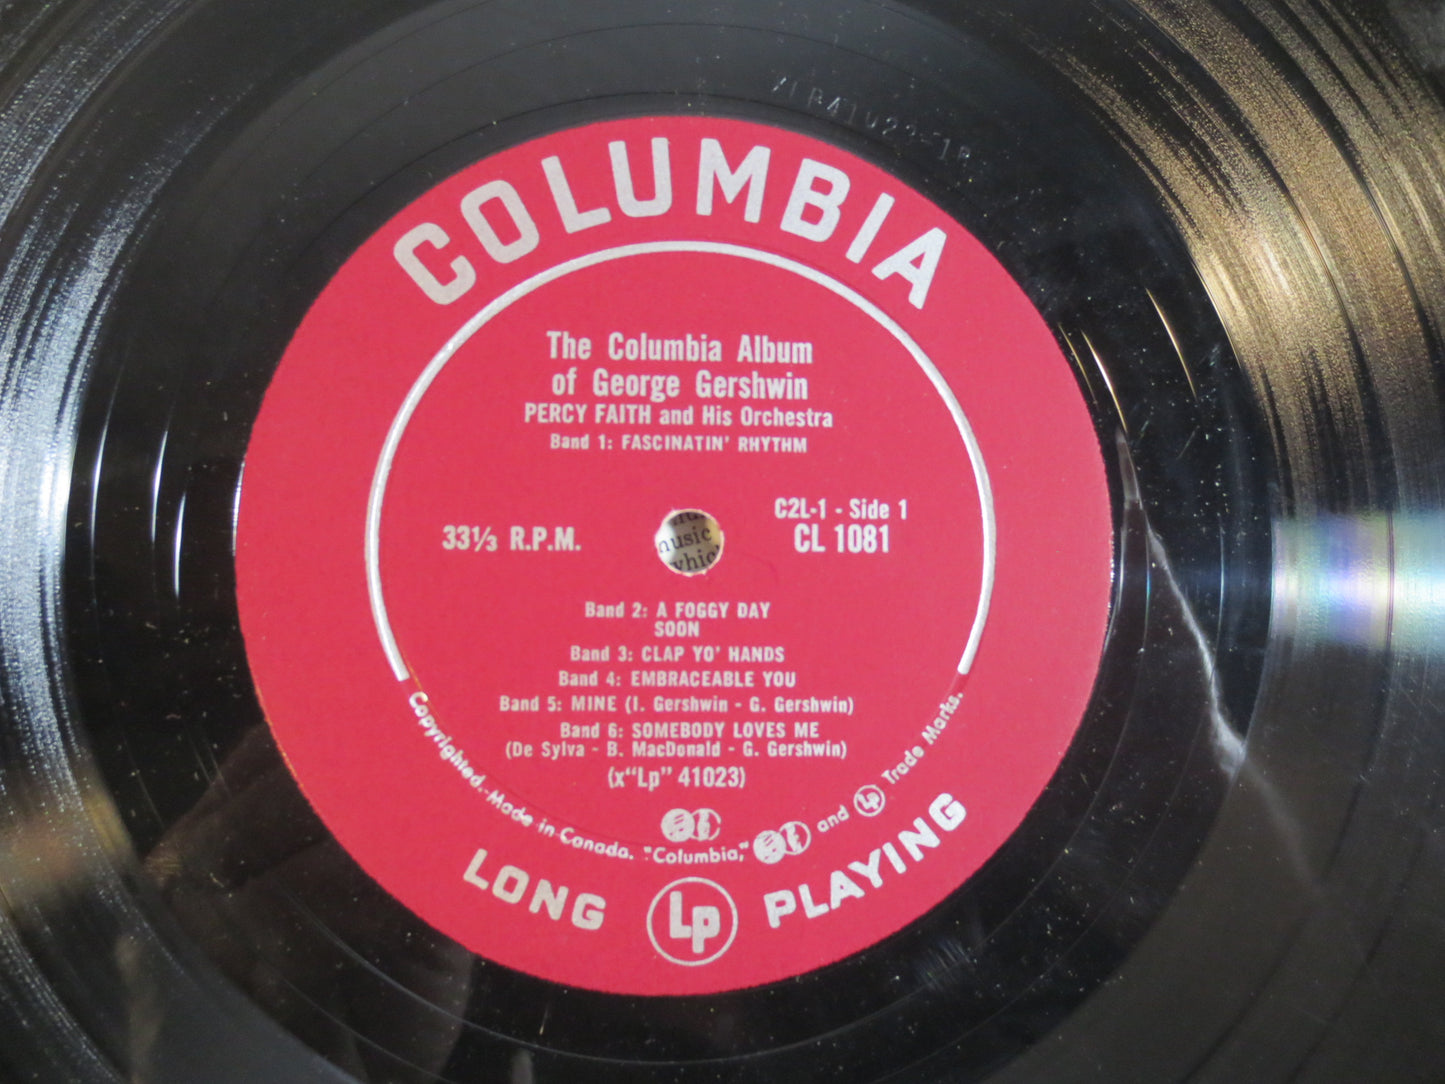 COLUMBIA
The Columbia Album
of George Gershwin
PERCY FAITH and His Orchestra
Band 1: FASCINATIN' RHYTHM
C2L-1 - Side 1
33⅓ R.P.M.
CL 1081
music
Band 2: A FOGGY DAY
SOON
Band 3: CLAP YO' HANDS
Band 4: EMBRACEABLE YOU
Band 5: MINE (I. Gershwin - G. Gershwin)
Band 6: SOMEBODY LOVES ME
(De Sylva - B. MacDonald - G. Gershwin)
(x"Lp" 41023)
Copyrighted.-Made in Canada. "Columbia," and Lp Trade Marks.
LONG Lp PLAYING